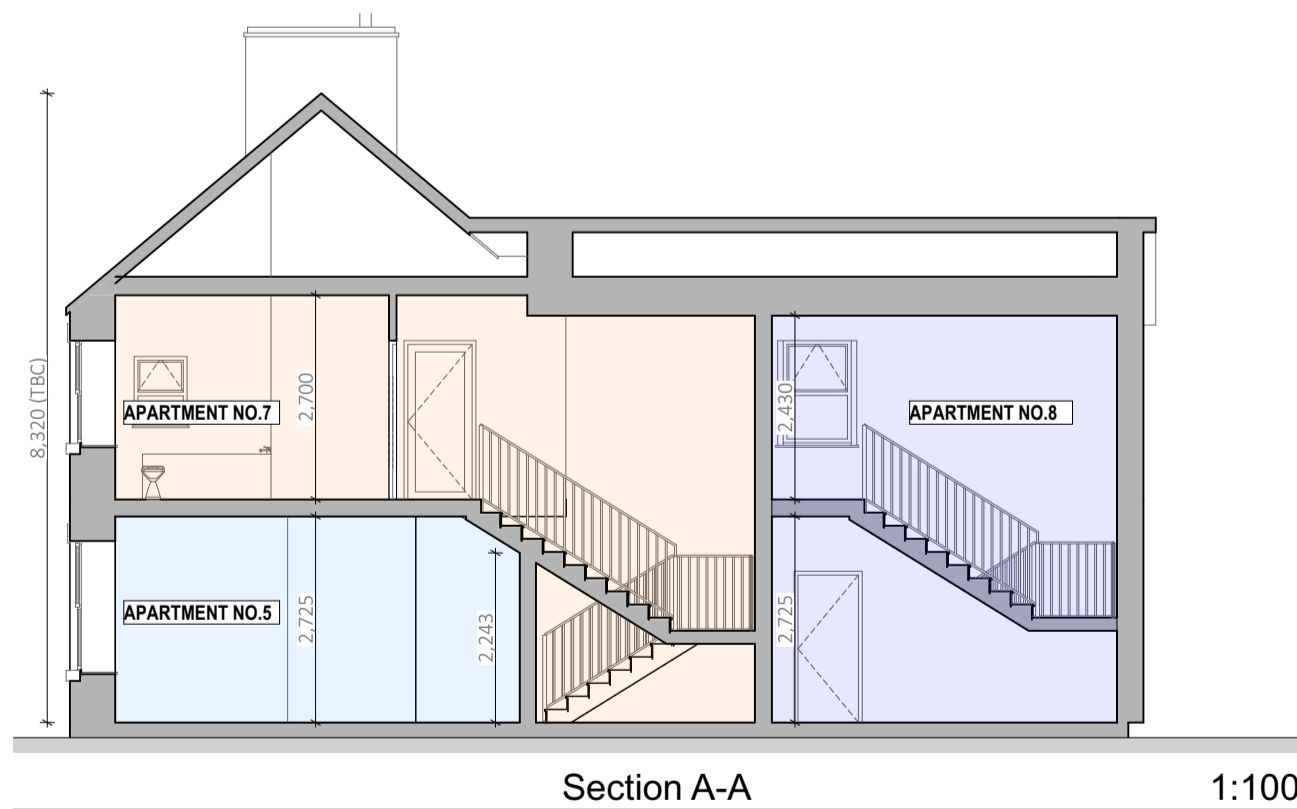 8,320 (TBC)
APARTMENT NO.7
2,700
2,430
APARTMENT NO.8
APARTMENT NO.5
2,725
2,243
2,725
Section A-A
1:100